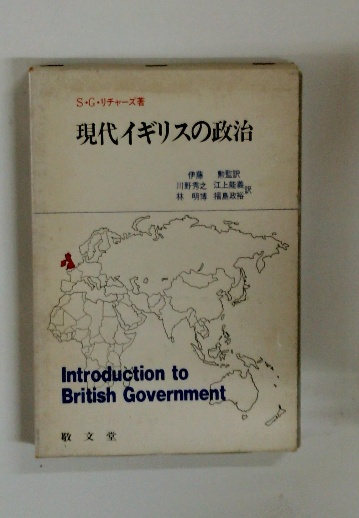 S・G・リチャーズ著
現代イギリスの政治
伊藤 勲監訳
川野秀之 江上能義
林 明博 福島政裕 訳
Introduction to
British Government
敬文堂